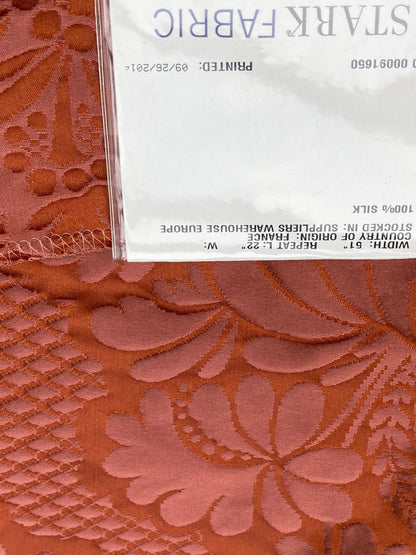 STARK FABRIC
0 00091650 PRINTED: 09/26/201
100% SILK
STOCKED IN: SUPPLIERS WAREHOUSE EUROPE
COUNTRY OF ORIGIN: FRANCE
WIDTH: 51" REPEAT L: 22" W: